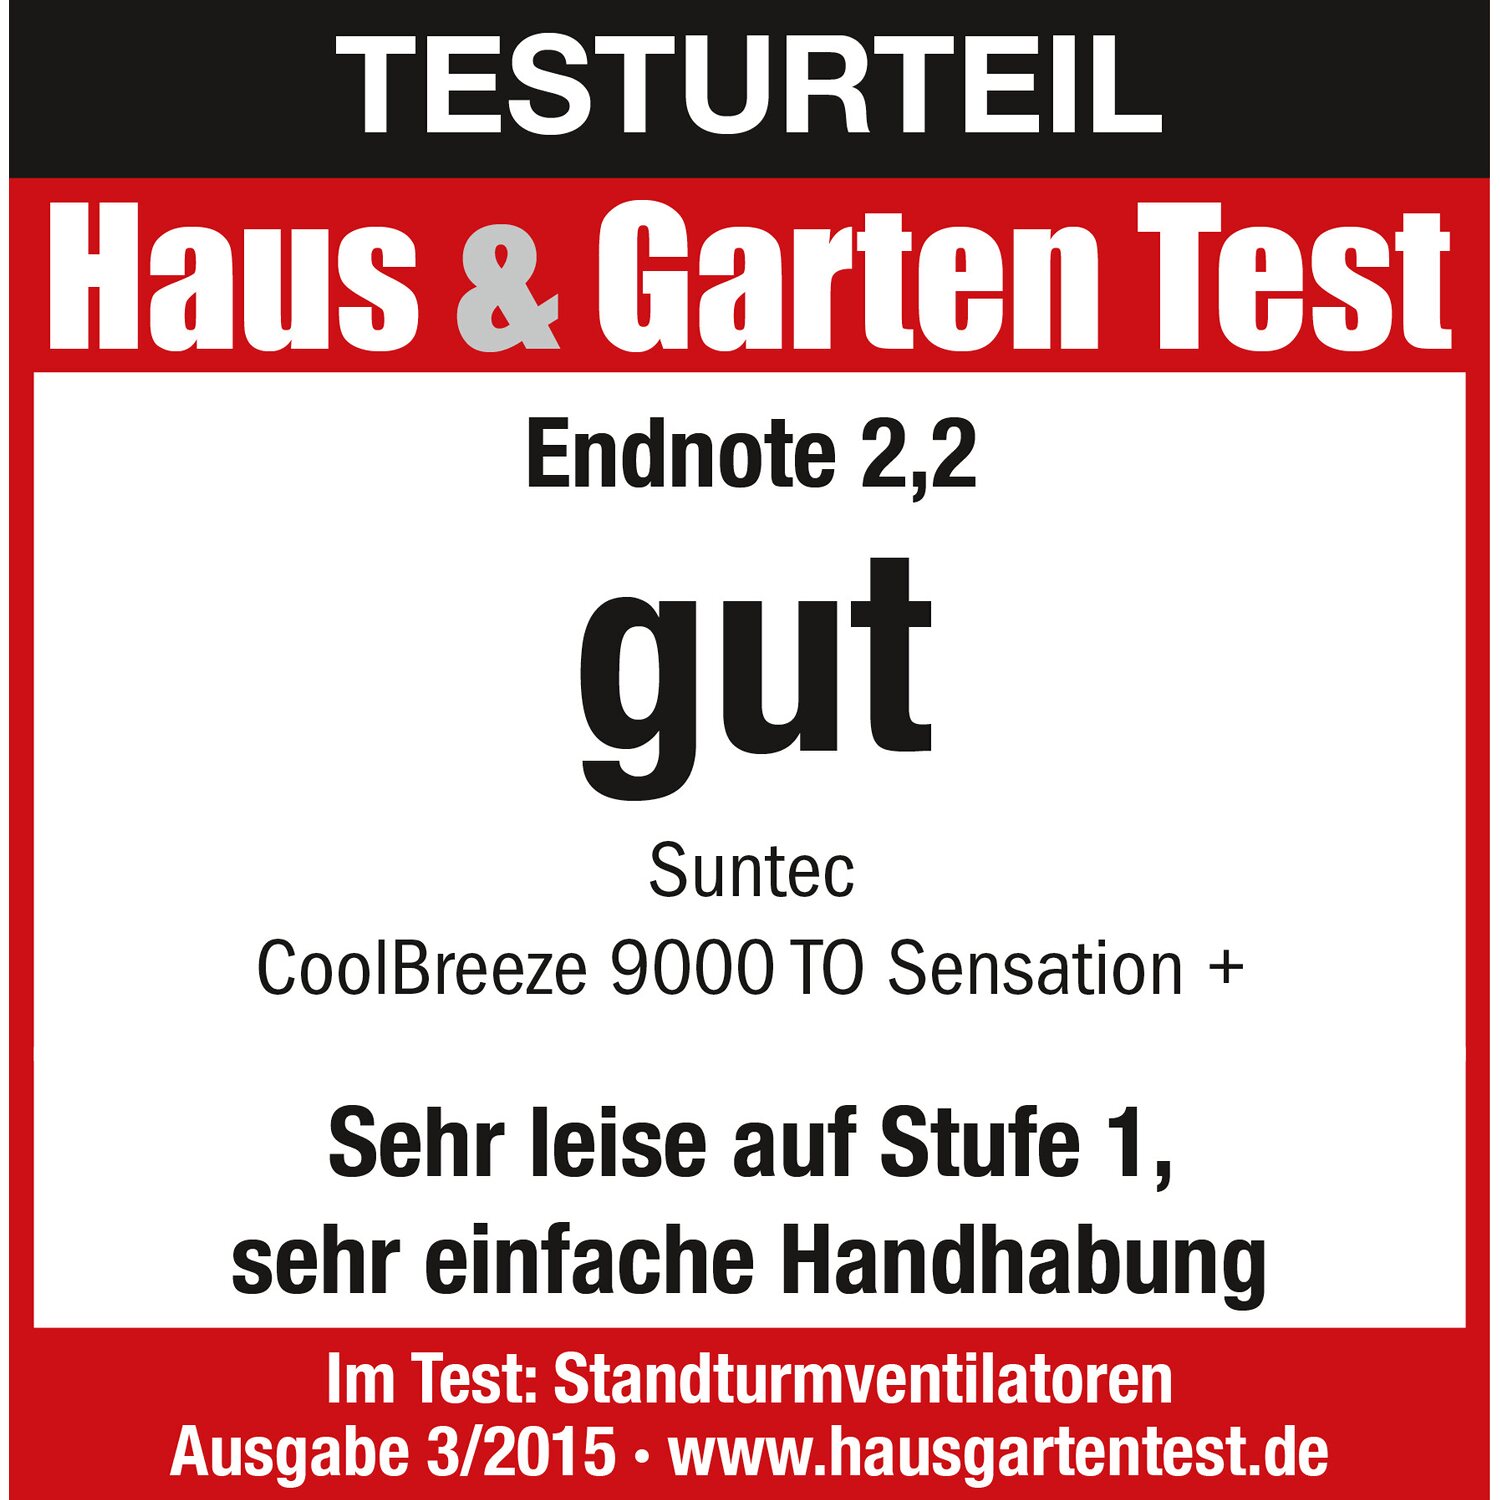 TESTURTEIL
Haus & Garten Test
Endnote 2,2
gut
Suntec
CoolBreeze 9000 TO Sensation +
Sehr leise auf Stufe 1,
sehr einfache Handhabung
Im Test: Standturmventilatoren
Ausgabe 3/2015 • www.hausgartentest.de